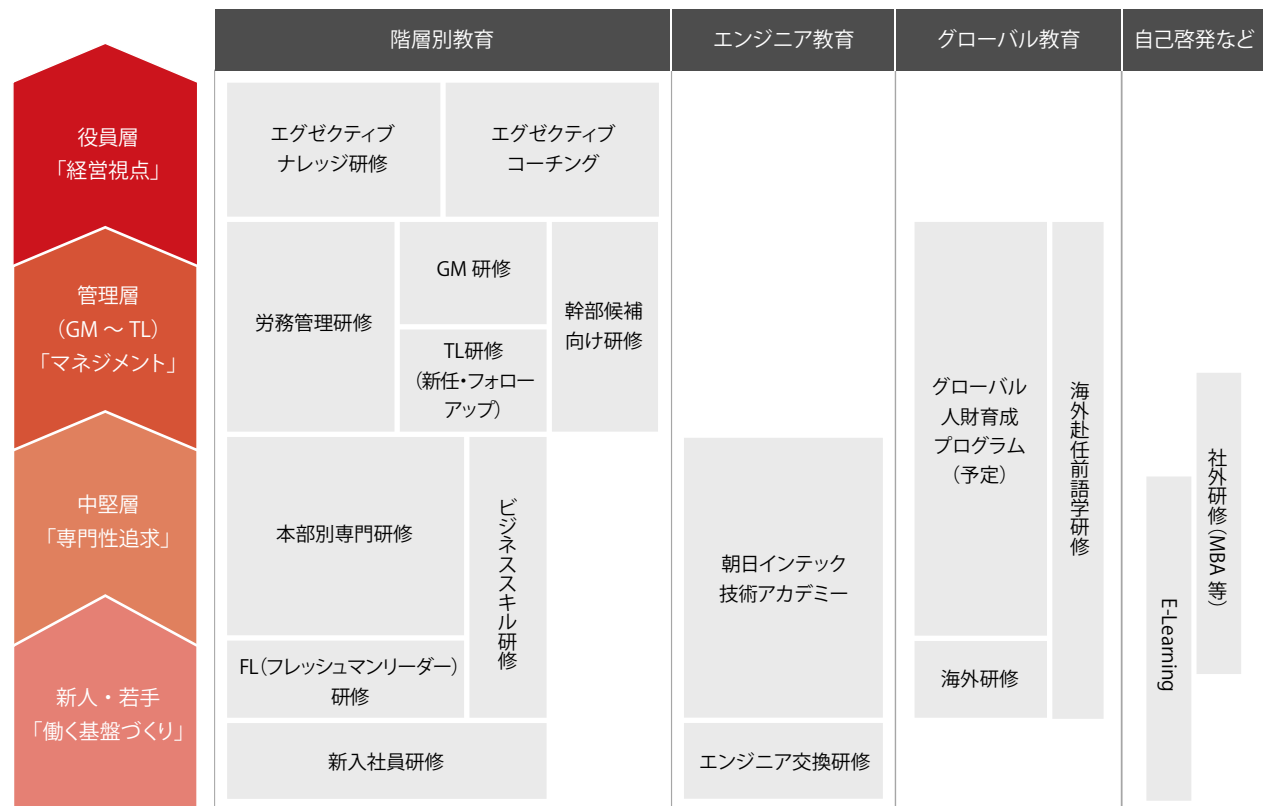 階層別教育
エンジニア教育
グローバル教育
自己啓発など
役員層
「経営視点」
エグゼクティブ
ナレッジ研修
エグゼクティブ
コーチング
管理層
（GM ～ TL）
「マネジメント」
労務管理研修
GM 研修
TL研修
（新任・フォロー
アップ）
幹部候補
向け研修
グローバル
人財育成
プログラム
（予定）
海外赴任前語学研修
社外研修（MBA 等）
中堅層
「専門性追求」
本部別専門研修
ビジネススキル研修
朝日インテック
技術アカデミー
E-Learning
新人・若手
「働く基盤づくり」
FL（フレッシュマンリーダー）
研修
海外研修
新入社員研修
エンジニア交換研修